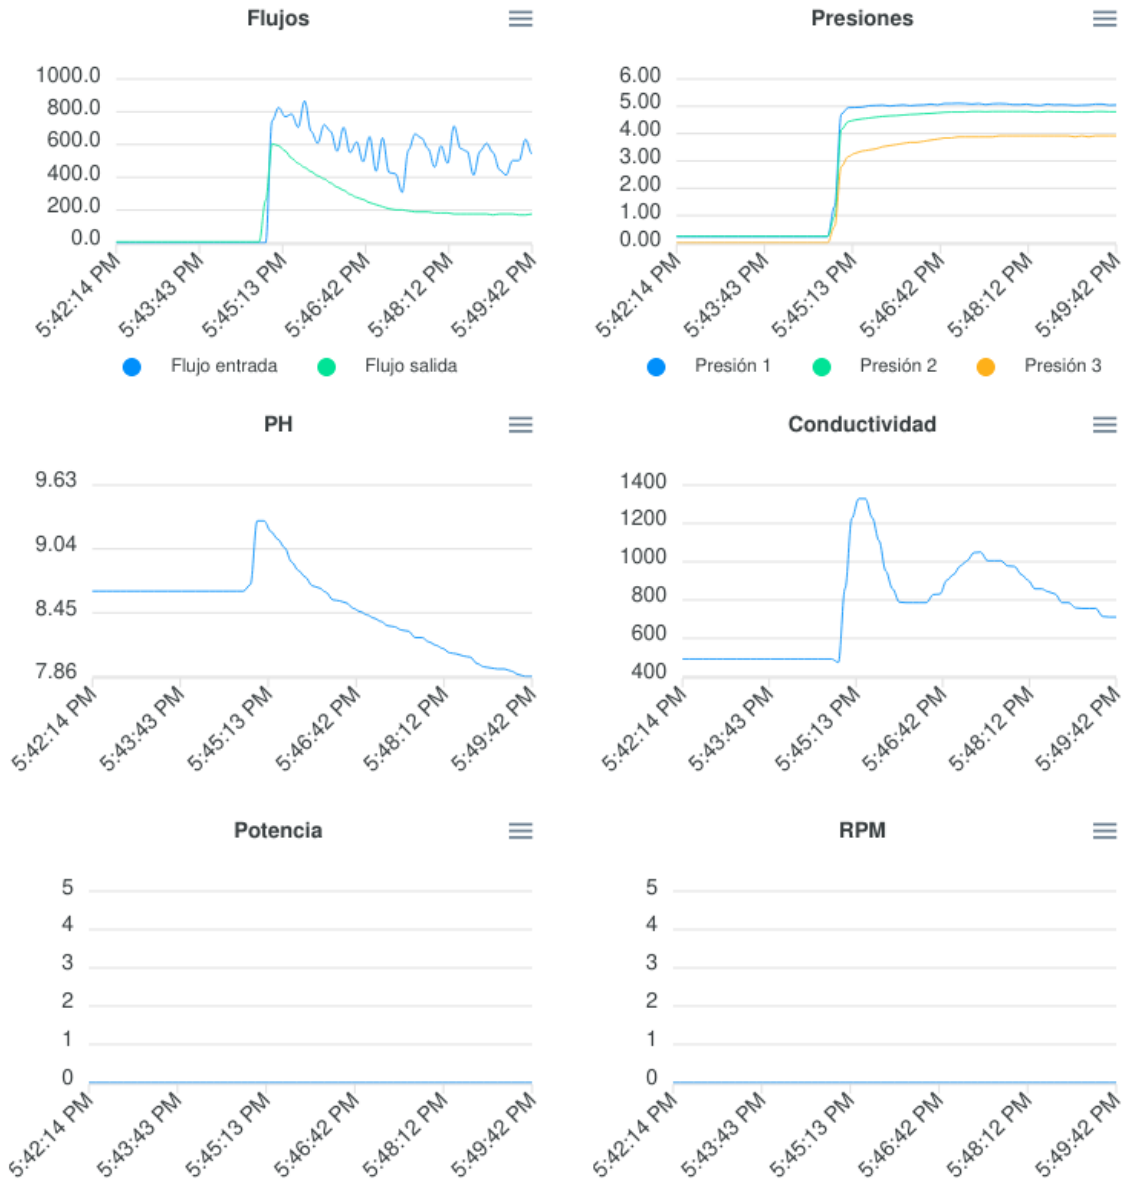 Flujos
1000.0
800.0
600.0
400.0
200.0
0.0
5:42:14 PM
5:43:43 PM
5:45:13 PM
5:46:42 PM
5:48:12 PM
5:49:42 PM
Flujo entrada
Flujo salida
Presiones
6.00
5.00
4.00
3.00
2.00
1.00
0.00
5:42:14 PM
5:43:43 PM
5:45:13 PM
5:46:42 PM
5:48:12 PM
5:49:42 PM
Presión 1
Presión 2
Presión 3
PH
9.63
9.04
8.45
7.86
5:42:14 PM
5:43:43 PM
5:45:13 PM
5:46:42 PM
5:48:12 PM
5:49:42 PM
Conductividad
1400
1200
1000
800
600
400
5:42:14 PM
5:43:43 PM
5:45:13 PM
5:46:42 PM
5:48:12 PM
5:49:42 PM
Potencia
5
4
3
2
1
0
5:42:14 PM
5:43:43 PM
5:45:13 PM
5:46:42 PM
5:48:12 PM
5:49:42 PM
RPM
5
4
3
2
1
0
5:42:14 PM
5:43:43 PM
5:45:13 PM
5:46:42 PM
5:48:12 PM
5:49:42 PM